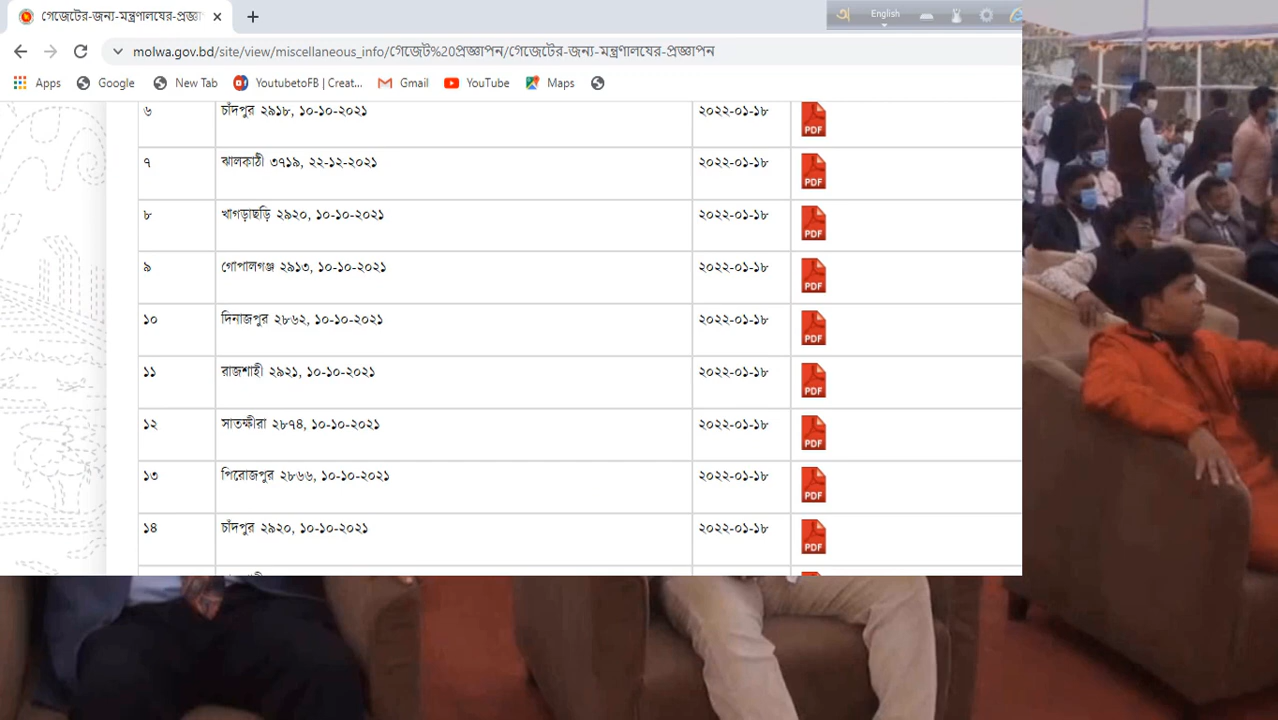 গেজেটের-জন্য-মন্ত্রণালযের-প্রজ্ঞা
English
molwa.gov.bd/site/view/miscellaneous_info/গেজেট%20প্রজ্ঞাপন/গেজেটের-জন্য-মন্ত্রণালযের-প্রজ্ঞাপন
Apps Google New Tab YoutubetoFB | Creat... Gmail YouTube Maps
৬ চাঁদপুর ২৯১৮, ১০-১০-২০২১ ২০২২-০১-১৮ PDF
৭ ঝালকাঠী ৩৭১৯, ২২-১২-২০২১ ২০২২-০১-১৮ PDF
৮ খাগড়াছড়ি ২৯২০, ১০-১০-২০২১ ২০২২-০১-১৮ PDF
৯ গোপালগঞ্জ ২৯১৩, ১০-১০-২০২১ ২০২২-০১-১৮ PDF
১০ দিনাজপুর ২৮৬২, ১০-১০-২০২১ ২০২২-০১-১৮ PDF
১১ রাজশাহী ২৯২১, ১০-১০-২০২১ ২০২২-০১-১৮ PDF
১২ সাতক্ষীরা ২৮৭৪, ১০-১০-২০২১ ২০২২-০১-১৮ PDF
১৩ পিরোজপুর ২৮৬৬, ১০-১০-২০২১ ২০২২-০১-১৮ PDF
১৪ চাঁদপুর ২৯২০, ১০-১০-২০২১ ২০২২-০১-১৮ PDF